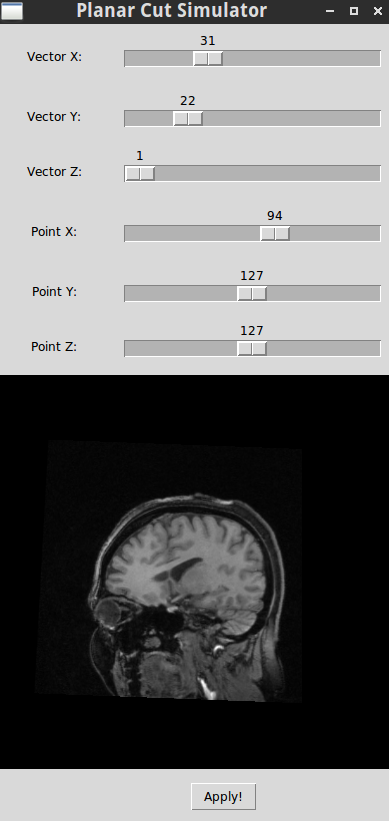 Planar Cut Simulator
31
Vector X:
22
Vector Y:
1
Vector Z:
94
Point X:
127
Point Y:
127
Point Z:
Apply!